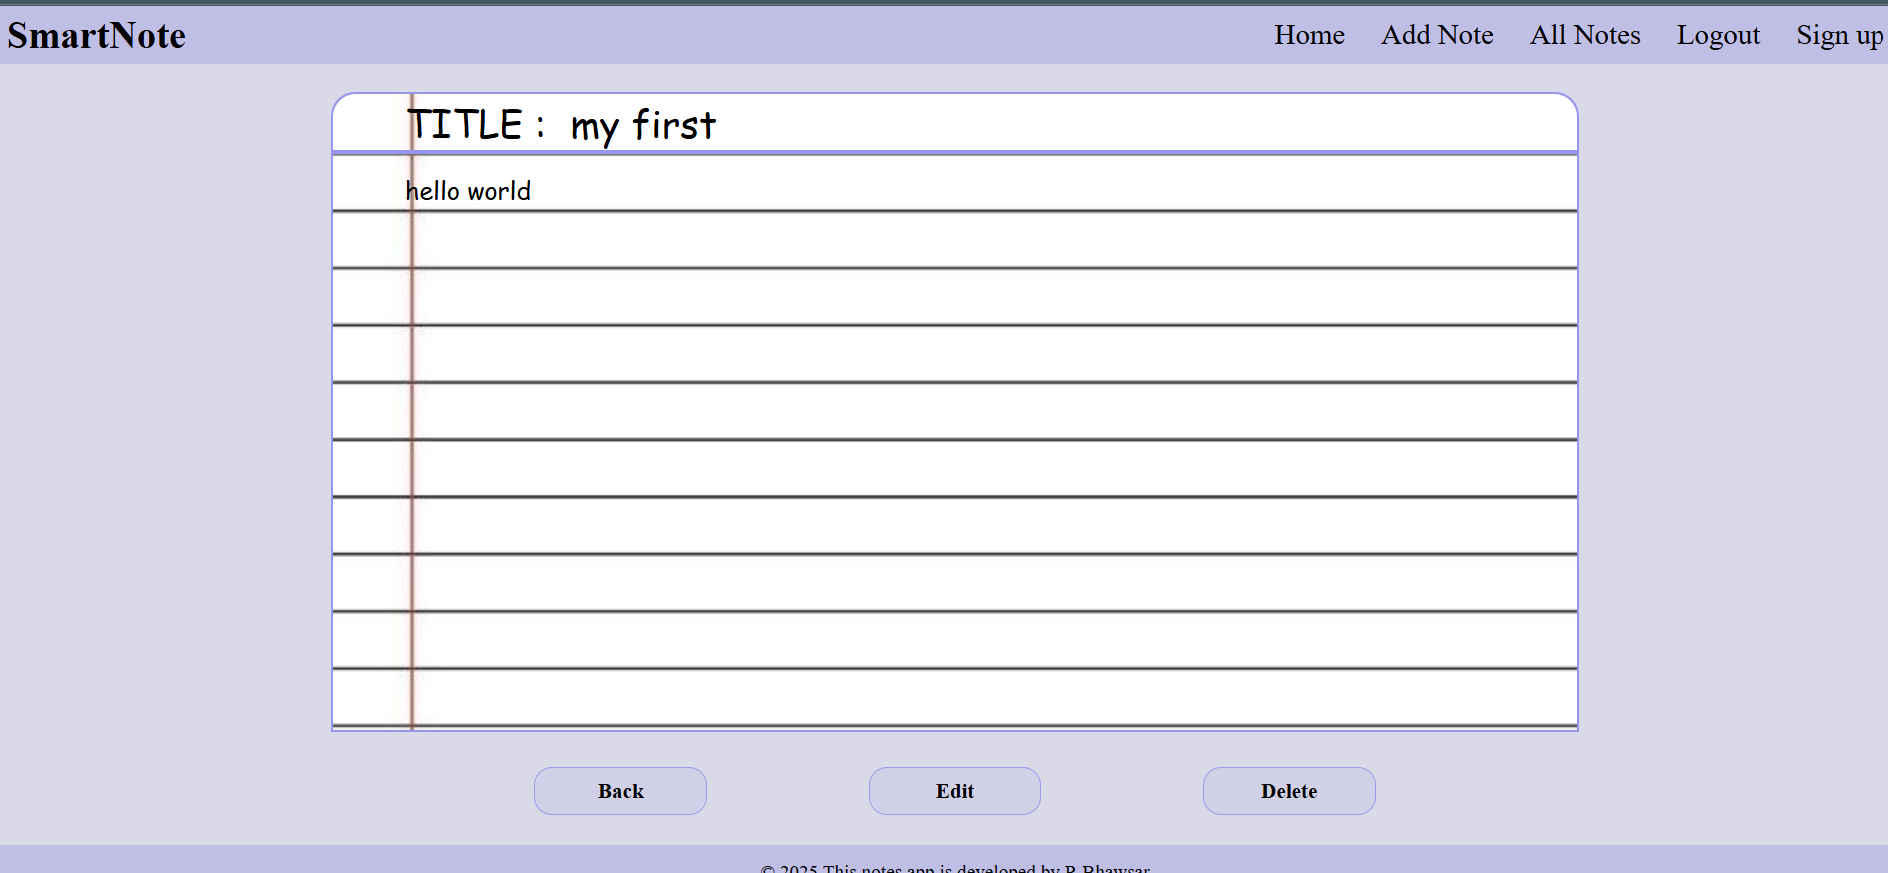 SmartNote
Home Add Note All Notes Logout Sign up
TITLE : my first
hello world
Back Edit Delete
© 2025 This notes app is developed by P. Bhawsar